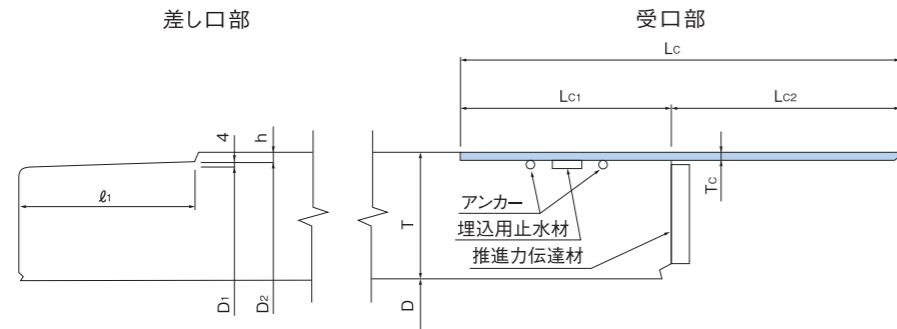 差し口部
受口部
Lc
Lc1
Lc2
4
h
ℓ1
D1
D2
T
D
Tc
アンカー
埋込用止水材
推進力伝達材